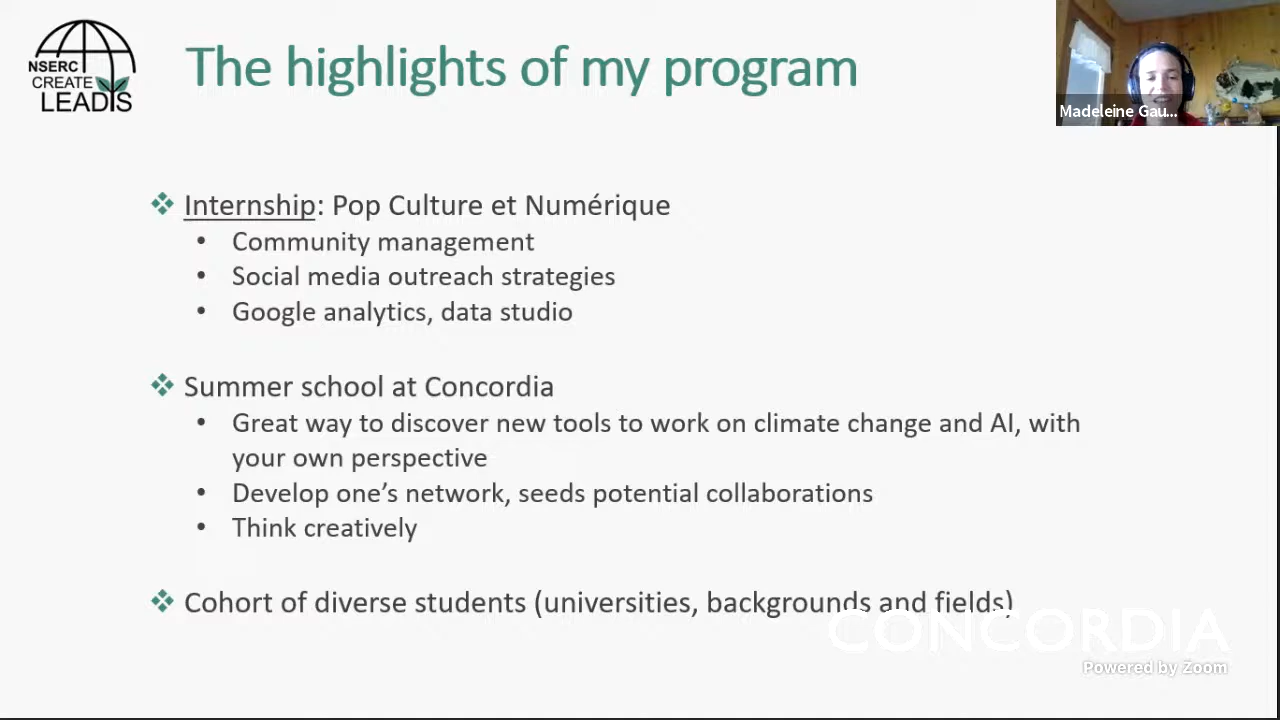 NSERC
CREATE
LEADIS
The highlights of my program
Madeleine Gau...
Internship: Pop Culture et Numérique
Community management
Social media outreach strategies
Google analytics, data studio
Summer school at Concordia
Great way to discover new tools to work on climate change and AI, with
your own perspective
Develop one’s network, seeds potential collaborations
Think creatively
Cohort of diverse students (universities, backgrounds and fields)
CONCORDIA
Powered by Zoom